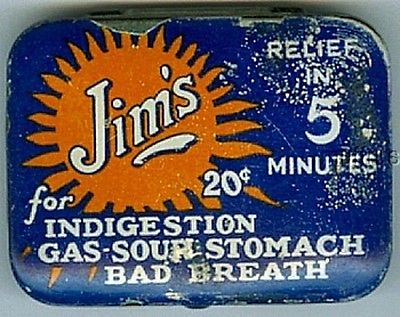 Jim's
20¢
for
INDIGESTION
GAS-SOUR STOMACH
BAD BREATH
RELIEF
IN
5
MINUTES